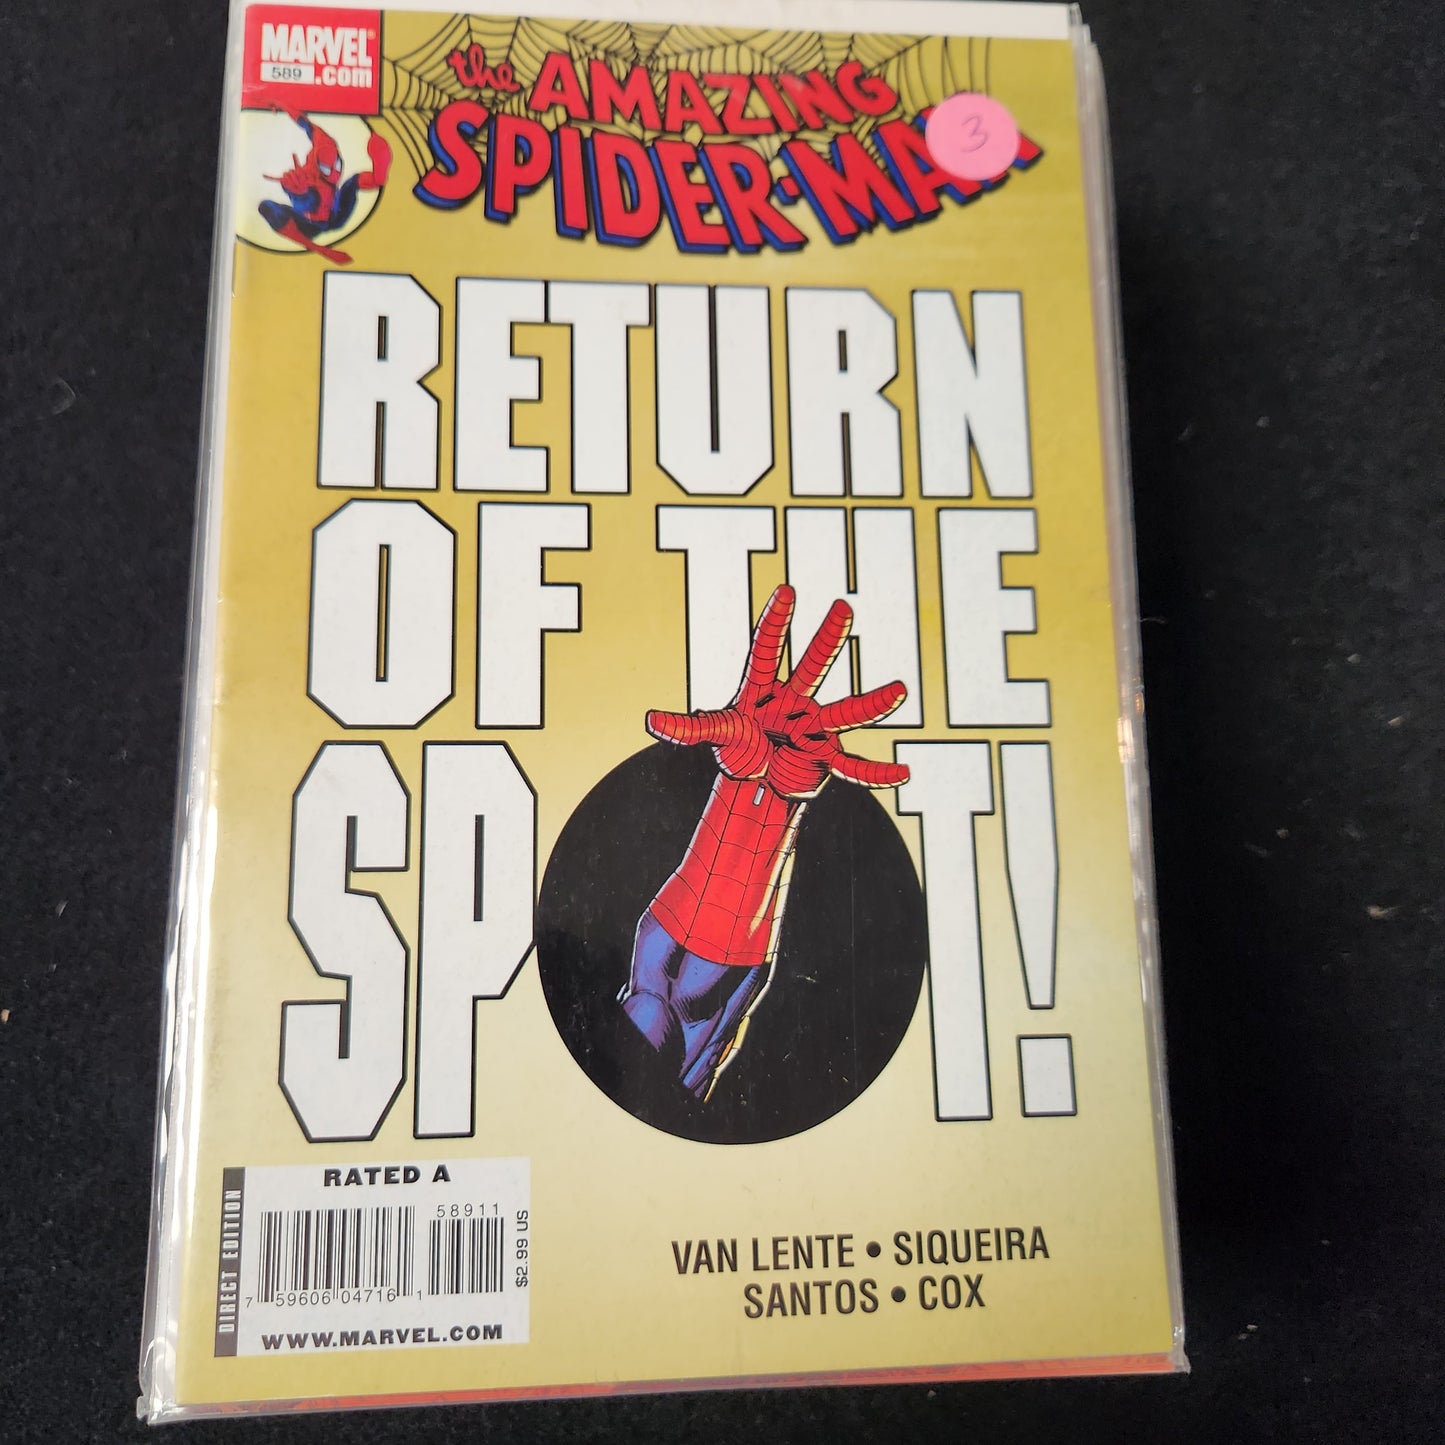 MARVEL
589 .com
the AMAZING
SPIDER-MAN
3
RETURN
OF THE
SPOT!
RATED A
DIRECT EDITION
58911
7 59606 04716 1
$2.99 US
WWW.MARVEL.COM
VAN LENTE • SIQUEIRA
SANTOS • COX